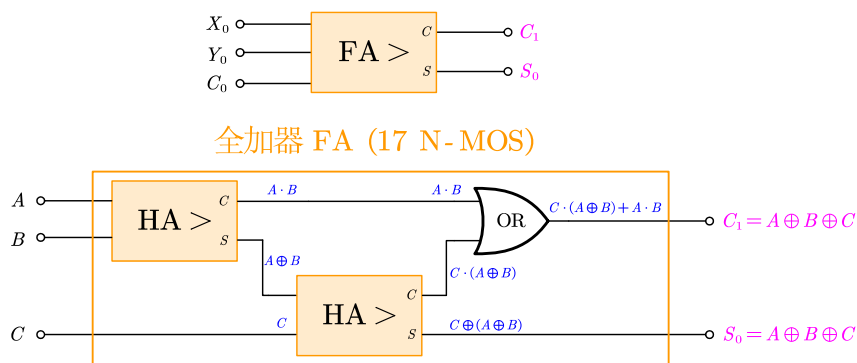 X₀
Y₀
C₀
FA >
C
S
C₁
S₀
全加器 FA (17 N-MOS)
A
B
C
HA >
C
S
A · B
A · B
A⊕B
C
HA >
C
S
C · (A⊕B)
C⊕(A⊕B)
OR
C · (A⊕B) + A · B
C₁ = A ⊕ B ⊕ C
S₀ = A ⊕ B ⊕ C